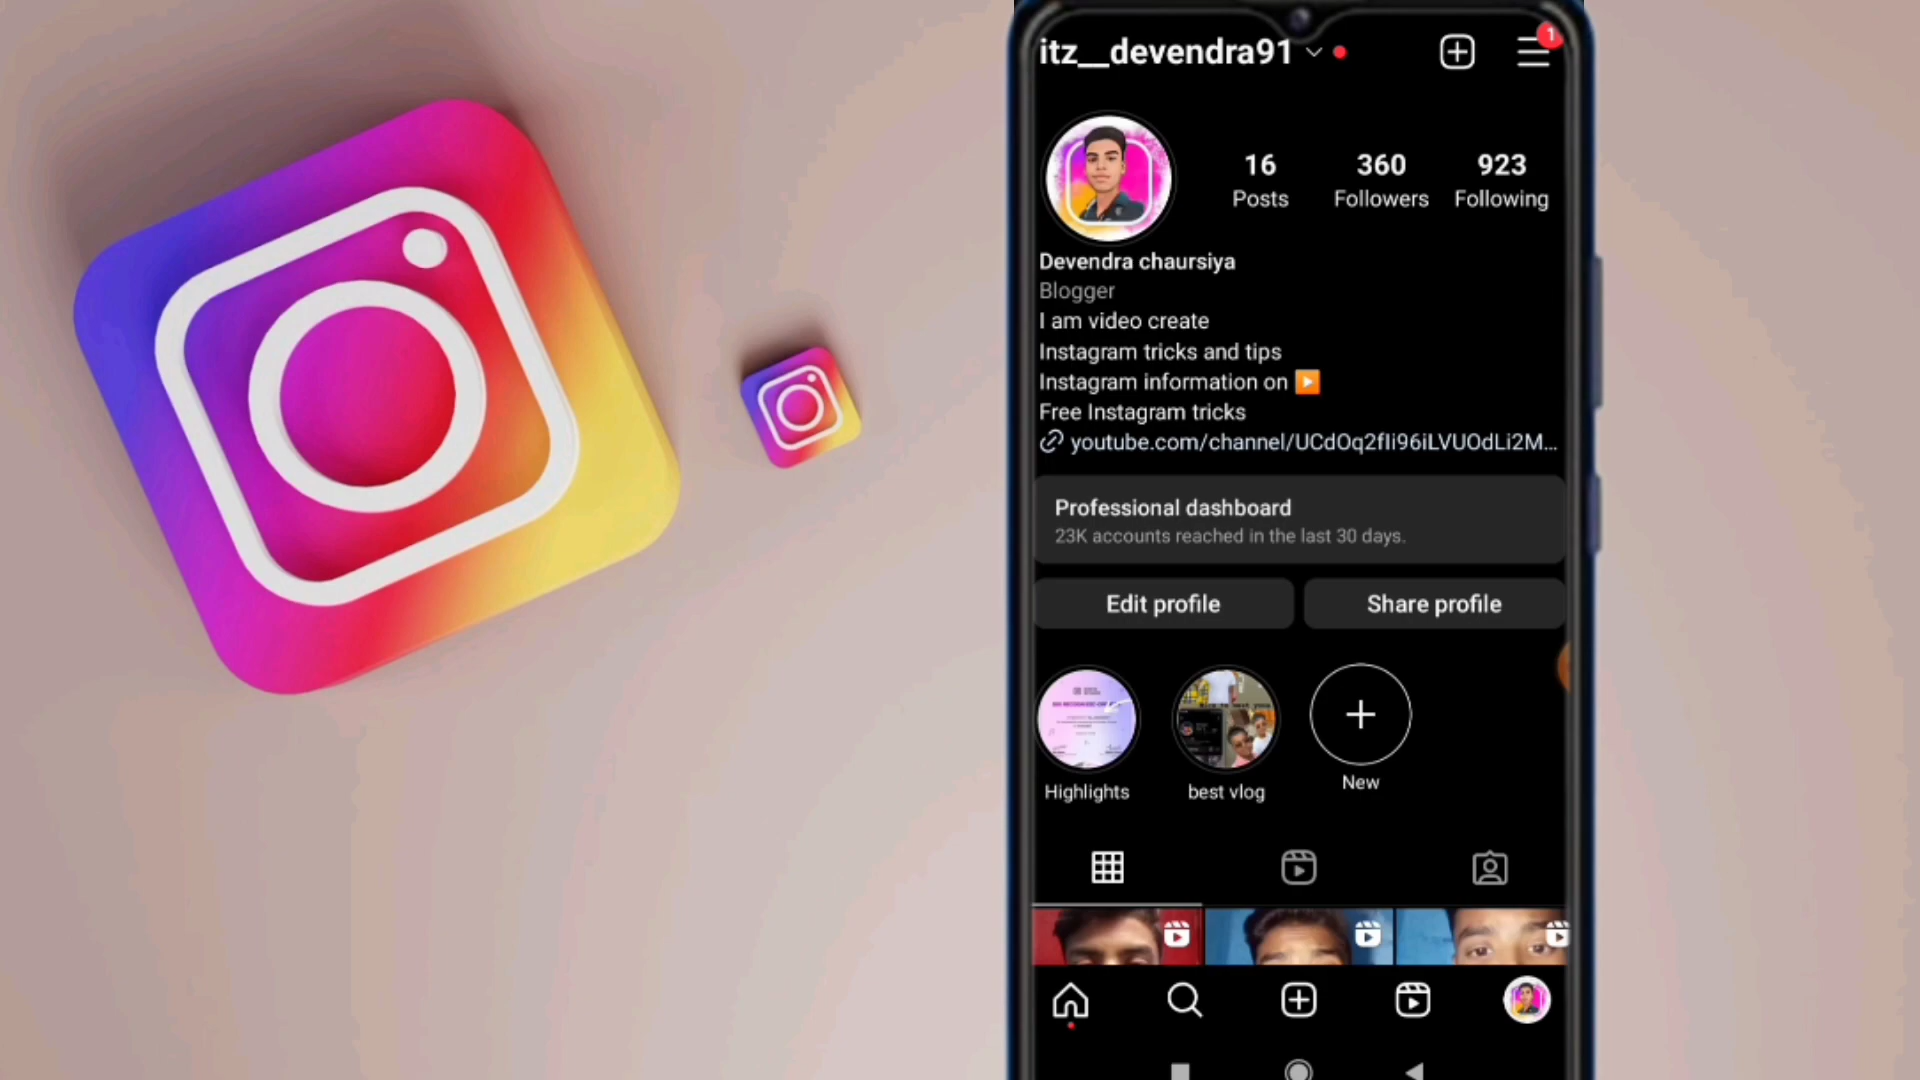 itz__devendra91
1
16
360
923
Posts
Followers
Following
Devendra chaursiya
Blogger
I am video create
Instagram tricks and tips
Instagram information on
Free Instagram tricks
youtube.com/channel/UCdOq2fIi96iLVUOdLi2M...
Professional dashboard
23K accounts reached in the last 30 days.
Edit profile
Share profile
Highlights
best vlog
New